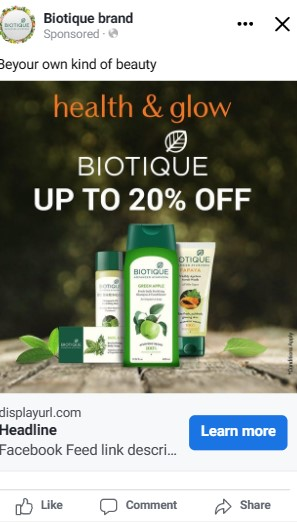 Biotique brand
Sponsored ·
Beyour own kind of beauty
health & glow
BIOTIQUE
UP TO 20% OFF
BIOTIQUE
GREEN APPLE
BIOTIQUE
PAPAYA
BIOTIQUE
*Conditions Apply
displayurl.com
Headline
Facebook Feed link descri...
Learn more
Like
Comment
Share